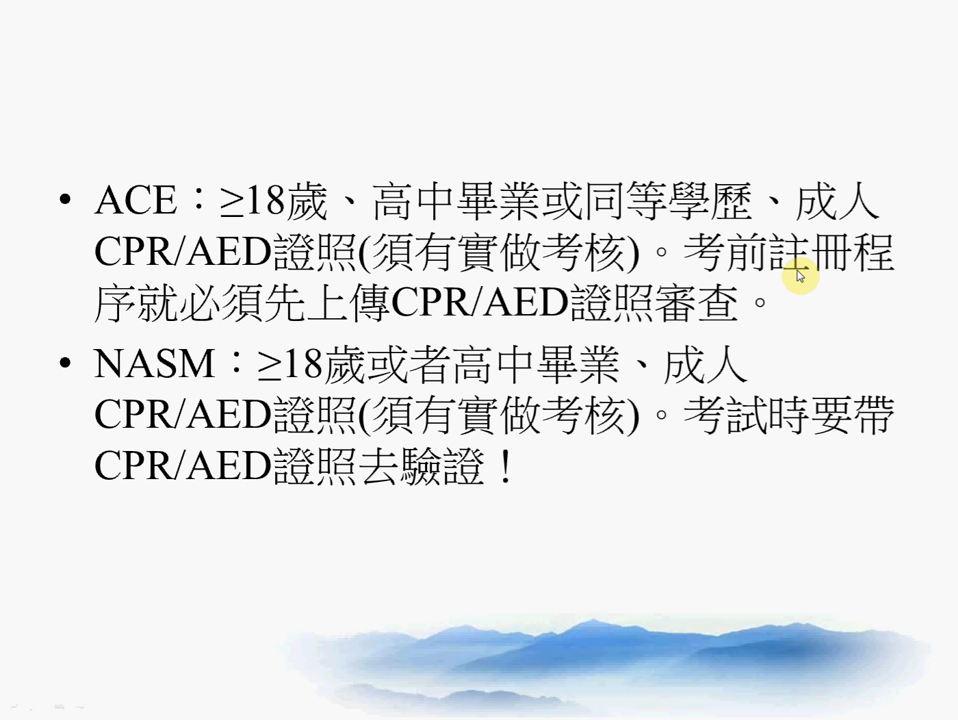 • ACE：≥18歲、高中畢業或同等學歷、成人
CPR/AED證照(須有實做考核)。考前註冊程
序就必須先上傳CPR/AED證照審查。
• NASM：≥18歲或者高中畢業、成人
CPR/AED證照(須有實做考核)。考試時要帶
CPR/AED證照去驗證！